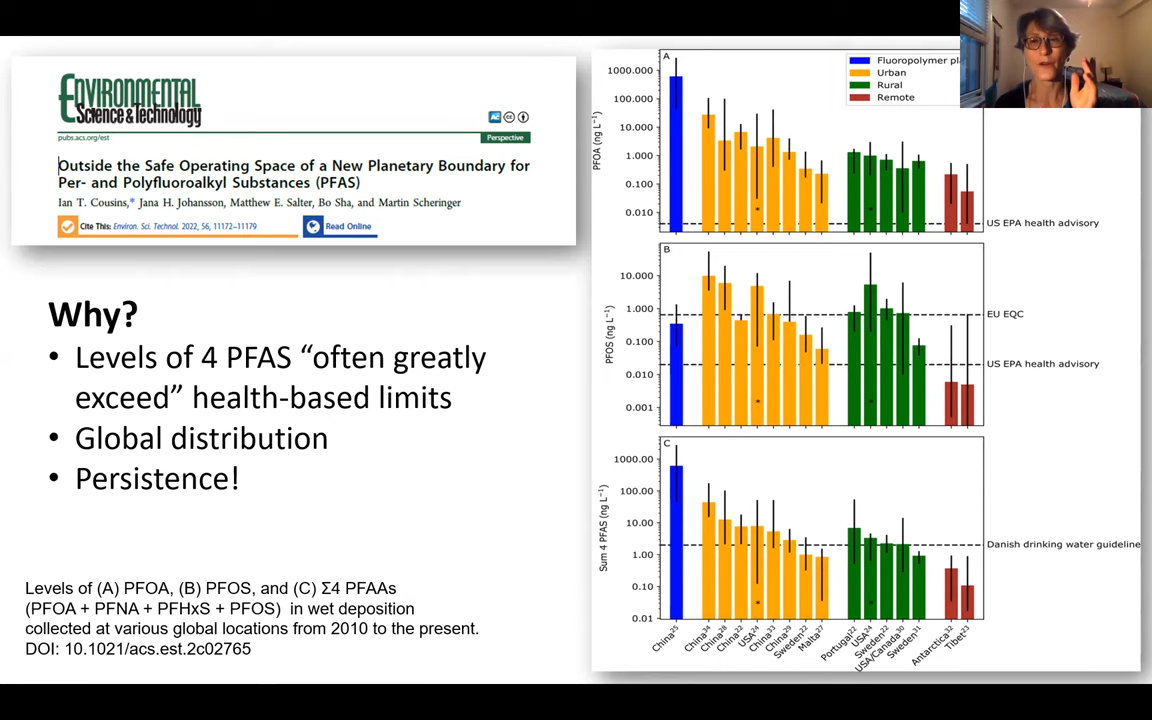 ENVIRONMENTAL
Science & Technology
pubs.acs.org/est
Perspective
Outside the Safe Operating Space of a New Planetary Boundary for
Per- and Polyfluoroalkyl Substances (PFAS)
Ian T. Cousins,* Jana H. Johansson, Matthew E. Salter, Bo Sha, and Martin Scheringer
Cite This: Environ. Sci. Technol. 2022, 56, 11172–11179
Read Online
Why?
• Levels of 4 PFAS “often greatly
exceed” health-based limits
• Global distribution
• Persistence!
Levels of (A) PFOA, (B) PFOS, and (C) Σ4 PFAAs
(PFOA + PFNA + PFHxS + PFOS) in wet deposition
collected at various global locations from 2010 to the present.
DOI: 10.1021/acs.est.2c02765
A
Fluoropolymer
Urban
Rural
Remote
PFOA (ng L⁻¹)
1000.000
100.000
10.000
1.000
0.100
0.010
US EPA health advisory
B
PFOS (ng L⁻¹)
10.000
1.000
0.100
0.010
0.001
EU EQC
US EPA health advisory
C
Sum 4 PFAS (ng L⁻¹)
1000.00
100.00
10.00
1.00
0.10
0.01
Danish drinking water guideline
China²⁵
China³⁴
China²⁸
China²²
USA²⁴
China³³
China²⁹
Sweden²²
Malta²⁷
Portugal²²
USA²⁴
Sweden²²
USA/Canada³⁰
Sweden³¹
Antarctica³²
Tibet²³